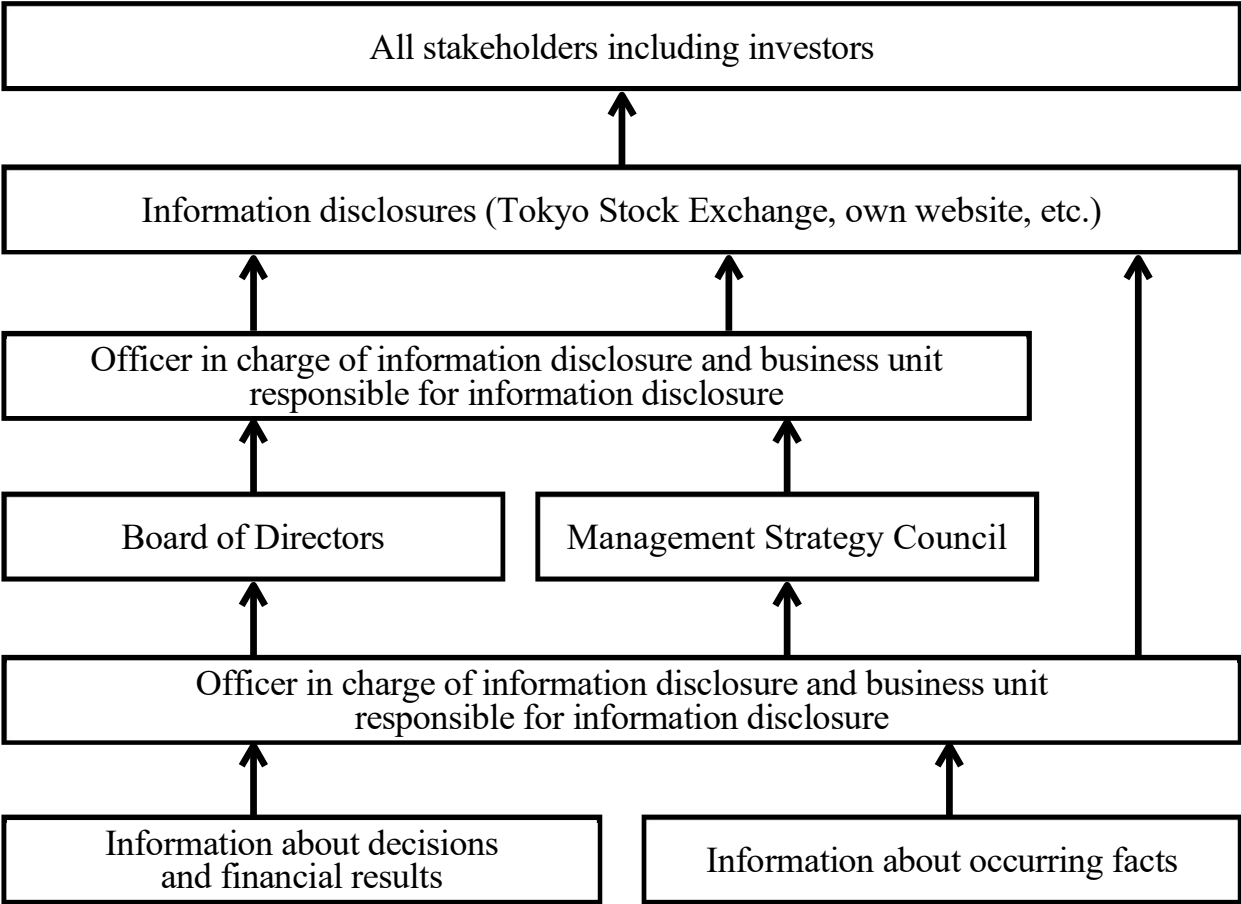 All stakeholders including investors
Information disclosures (Tokyo Stock Exchange, own website, etc.)
Officer in charge of information disclosure and business unit
responsible for information disclosure
Board of Directors
Management Strategy Council
Officer in charge of information disclosure and business unit
responsible for information disclosure
Information about decisions
and financial results
Information about occurring facts